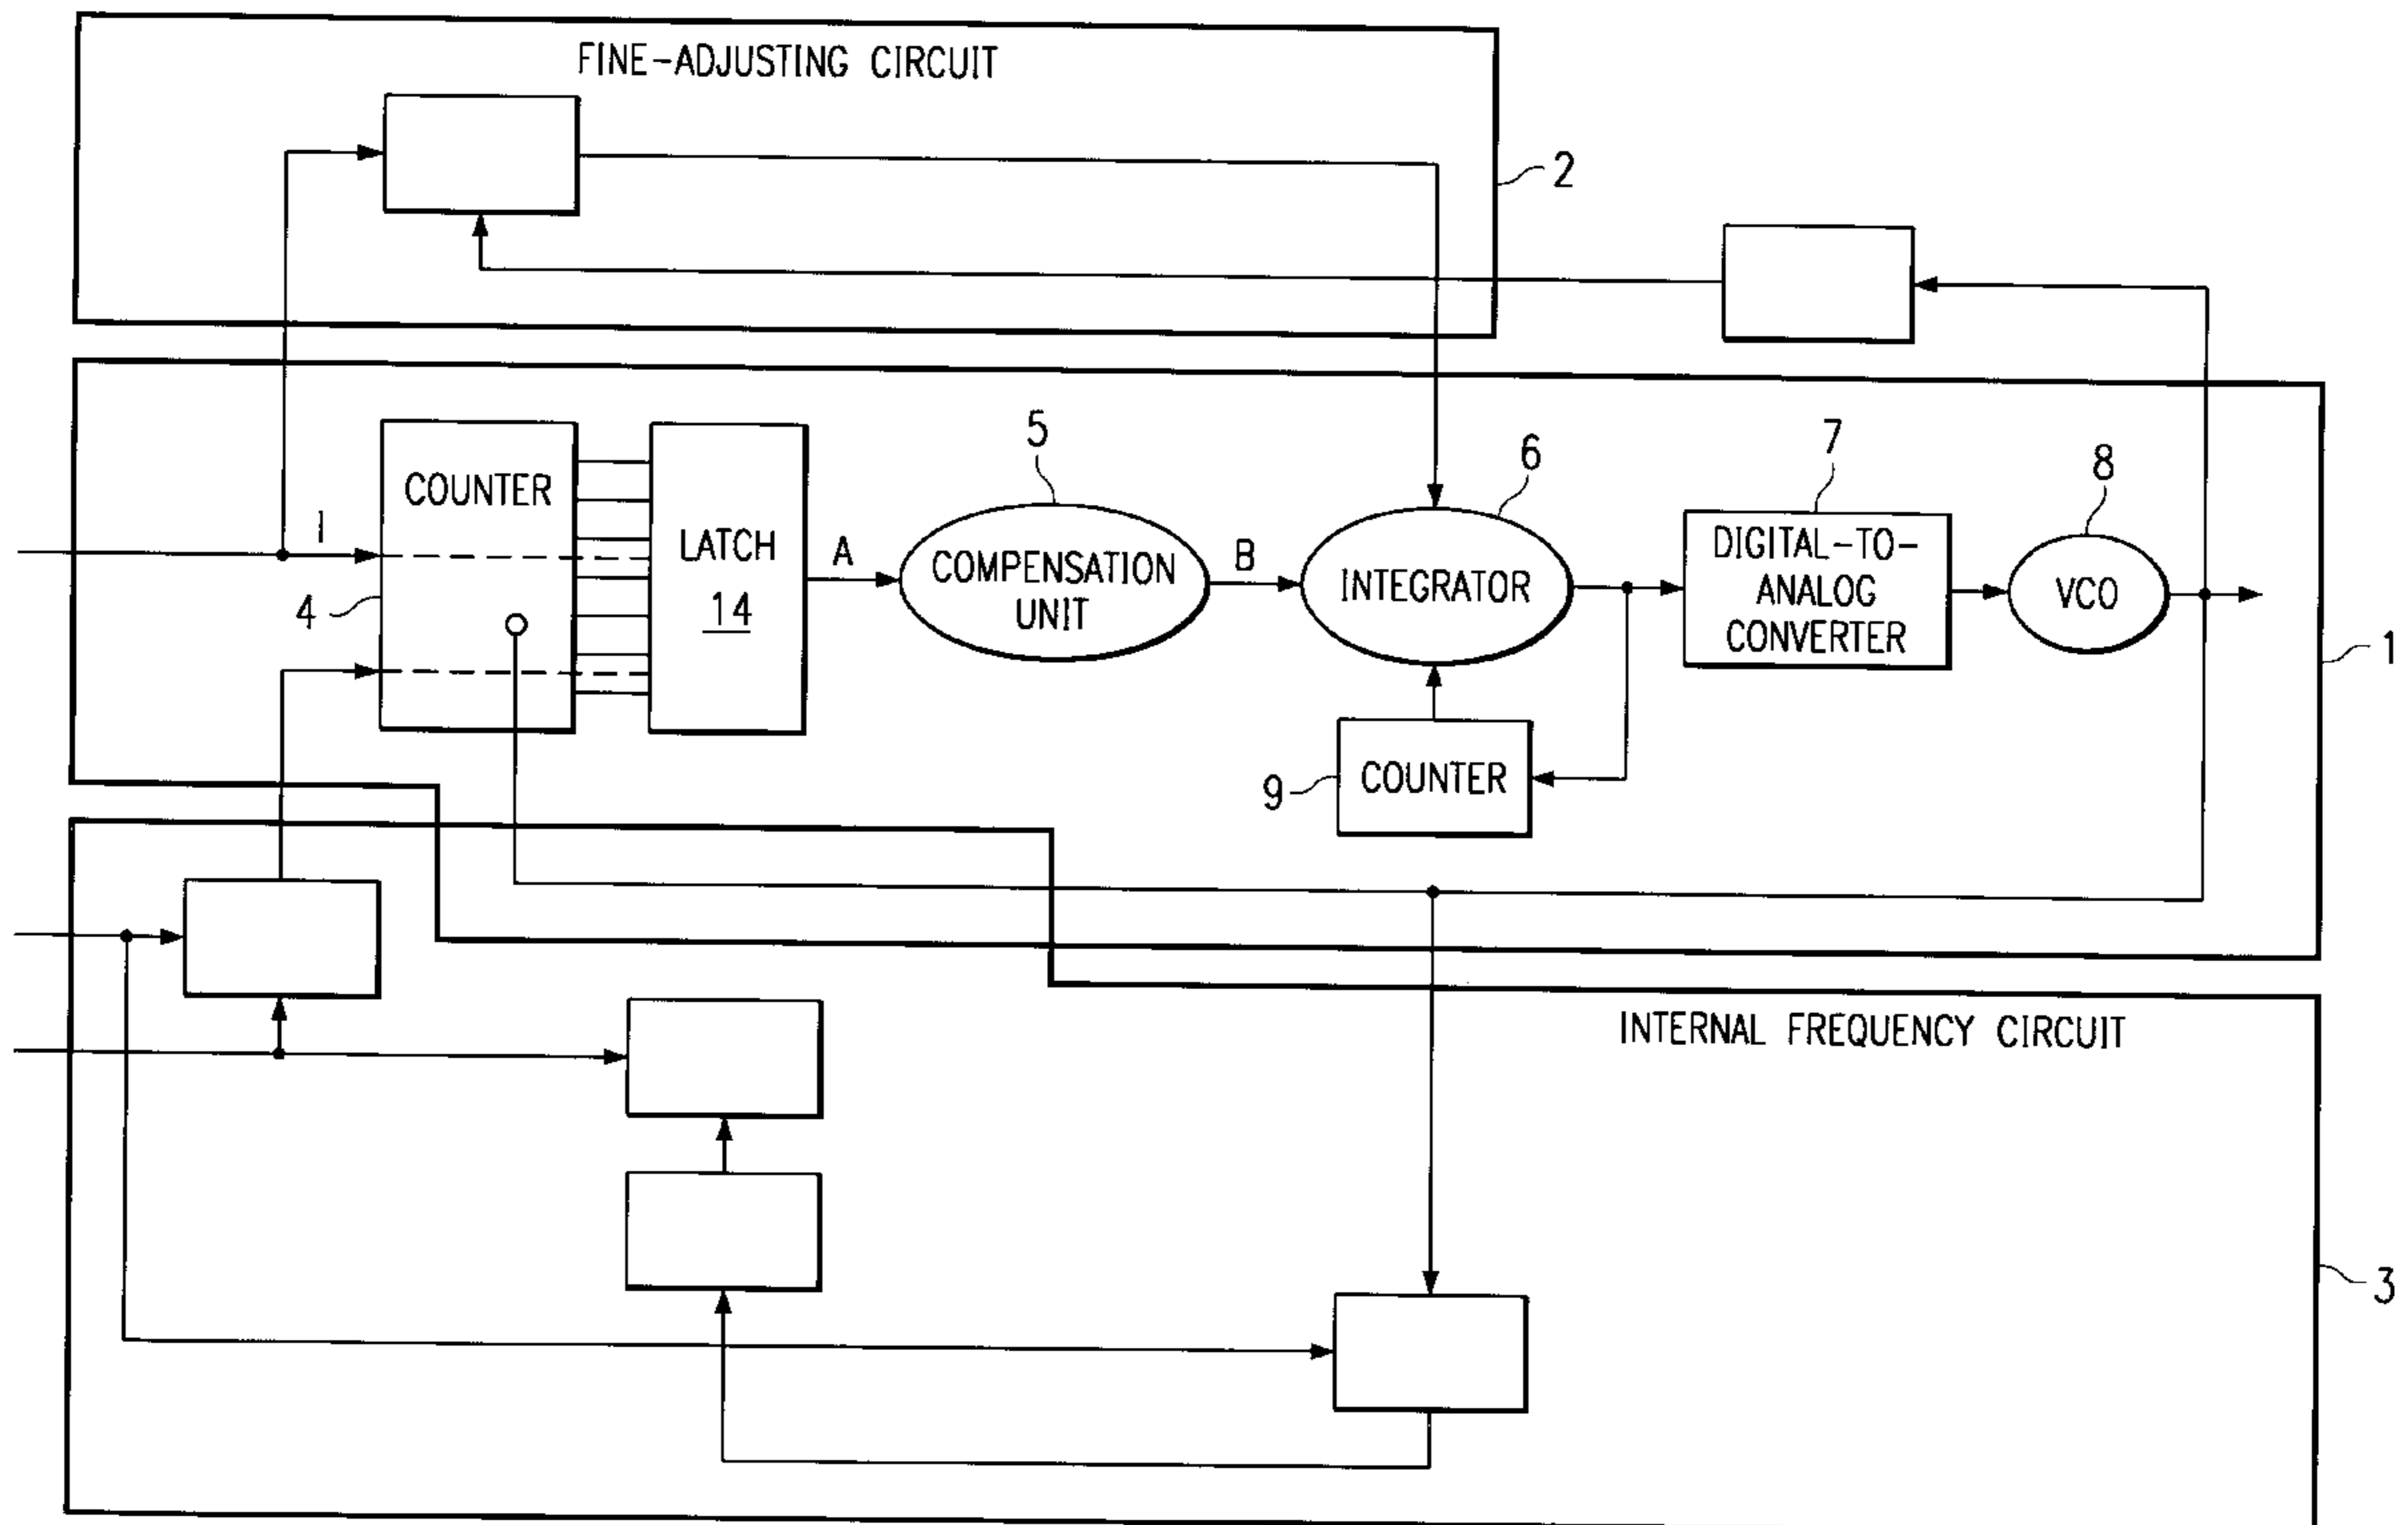 FINE-ADJUSTING CIRCUIT
2
5
6
7
8
COUNTER
I
LATCH
14
A
COMPENSATION
UNIT
B
INTEGRATOR
DIGITAL-TO-
ANALOG
CONVERTER
VCO
4
1
9
COUNTER
INTERNAL FREQUENCY CIRCUIT
3